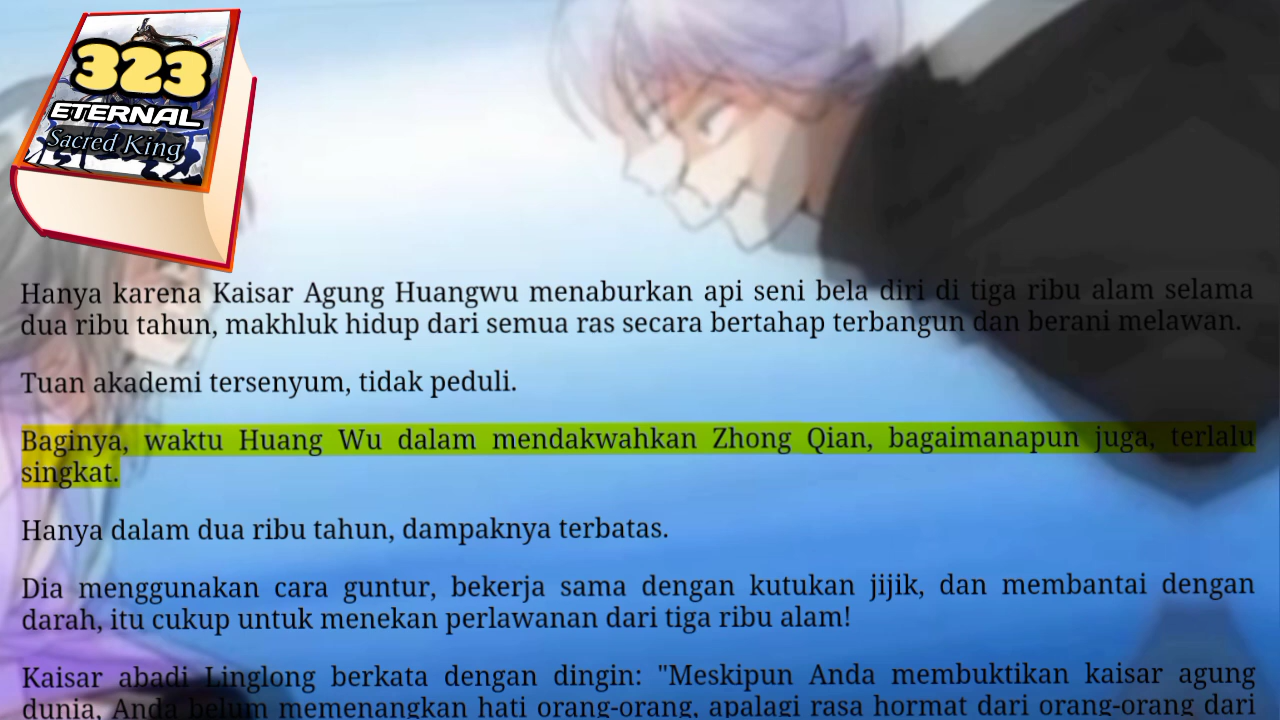 323
ETERNAL
Sacred King
Hanya karena Kaisar Agung Huangwu menaburkan api seni bela diri di tiga ribu alam selama
dua ribu tahun, makhluk hidup dari semua ras secara bertahap terbangun dan berani melawan.
Tuan akademi tersenyum, tidak peduli.
Baginya, waktu Huang Wu dalam mendakwahkan Zhong Qian, bagaimanapun juga, terlalu
singkat.
Hanya dalam dua ribu tahun, dampaknya terbatas.
Dia menggunakan cara guntur, bekerja sama dengan kutukan jijik, dan membantai dengan
darah, itu cukup untuk menekan perlawanan dari tiga ribu alam!
Kaisar abadi Linglong berkata dengan dingin: "Meskipun Anda membuktikan kaisar agung
dunia, Anda belum memenangkan hati orang-orang, apalagi rasa hormat dari orang-orang dari